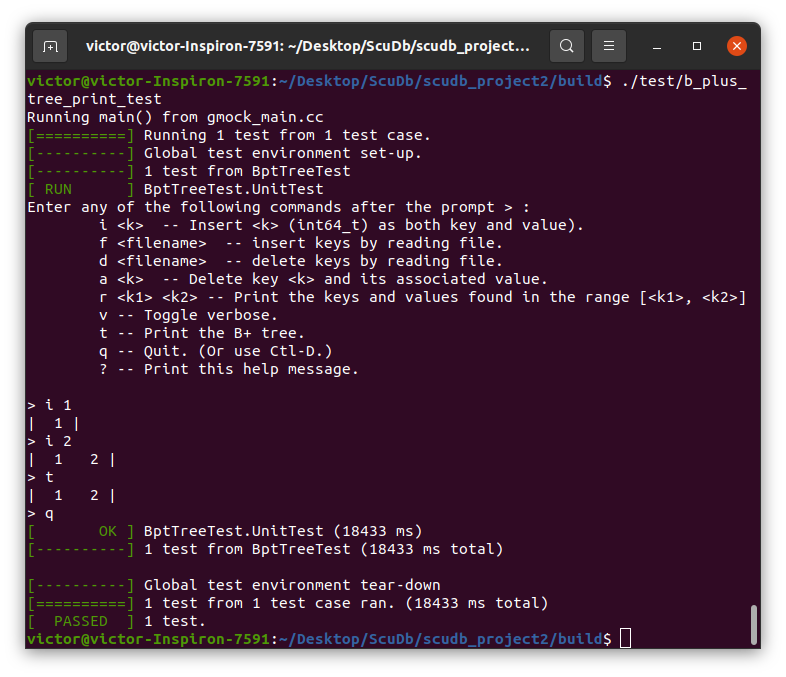 victor@victor-Inspiron-7591: ~/Desktop/ScuDb/scudb_project...
victor@victor-Inspiron-7591:~/Desktop/ScuDb/scudb_project2/build$ ./test/b_plus_
tree_print_test
Running main() from gmock_main.cc
[==========] Running 1 test from 1 test case.
[----------] Global test environment set-up.
[----------] 1 test from BptTreeTest
[ RUN      ] BptTreeTest.UnitTest
Enter any of the following commands after the prompt > :
        i <k>  -- Insert <k> (int64_t) as both key and value).
        f <filename>  -- insert keys by reading file.
        d <filename>  -- delete keys by reading file.
        a <k>  -- Delete key <k> and its associated value.
        r <k1> <k2> -- Print the keys and values found in the range [<k1>, <k2>]
        v -- Toggle verbose.
        t -- Print the B+ tree.
        q -- Quit. (Or use Ctl-D.)
        ? -- Print this help message.

> i 1
|  1 |
> i 2
|  1   2 |
> t
|  1   2 |
> q
[       OK ] BptTreeTest.UnitTest (18433 ms)
[----------] 1 test from BptTreeTest (18433 ms total)

[----------] Global test environment tear-down
[==========] 1 test from 1 test case ran. (18433 ms total)
[  PASSED  ] 1 test.
victor@victor-Inspiron-7591:~/Desktop/ScuDb/scudb_project2/build$